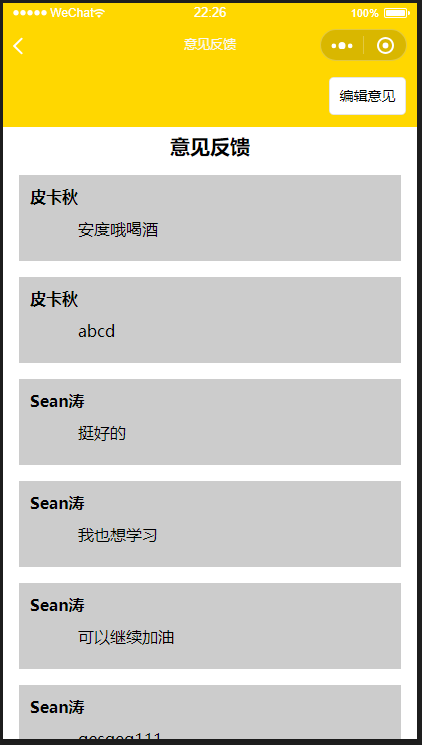 WeChat 22:26 100%
意见反馈
编辑意见
意见反馈
皮卡秋
安度哦喝酒
皮卡秋
abcd
Sean涛
挺好的
Sean涛
我也想学习
Sean涛
可以继续加油
Sean涛